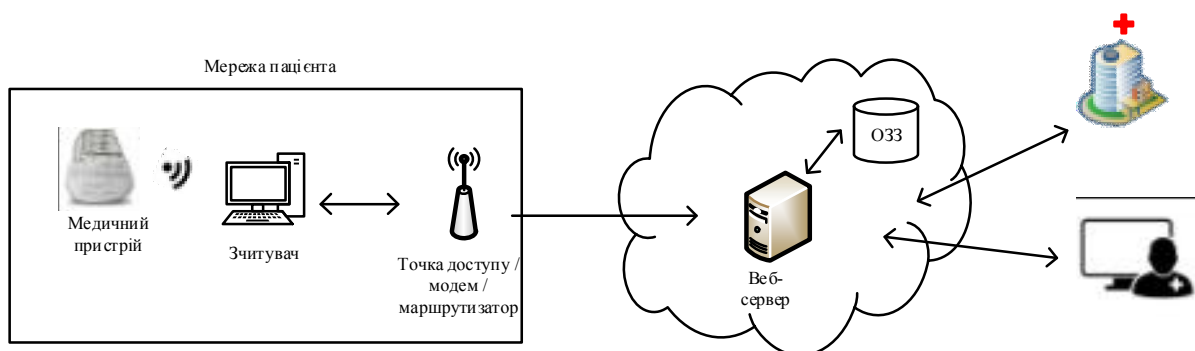 Мережа пацієнта
ОЗЗ
Медичний
пристрій
Зчитувач
Точка доступу /
модем /
маршрутизатор
Веб-
сервер